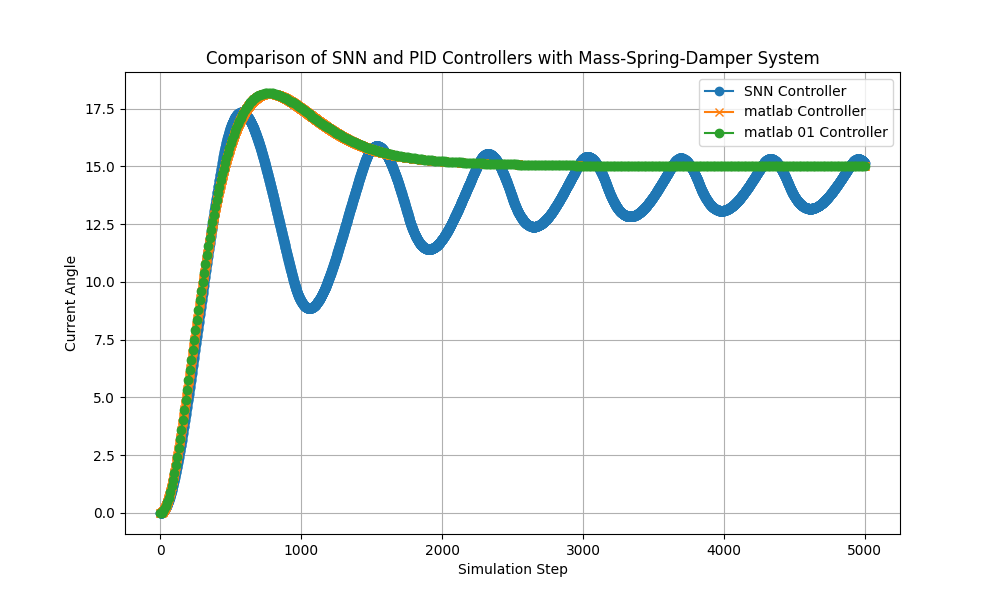 Comparison of SNN and PID Controllers with Mass-Spring-Damper System
SNN Controller
matlab Controller
matlab 01 Controller
Current Angle
17.5
15.0
12.5
10.0
7.5
5.0
2.5
0.0
0 1000 2000 3000 4000 5000
Simulation Step